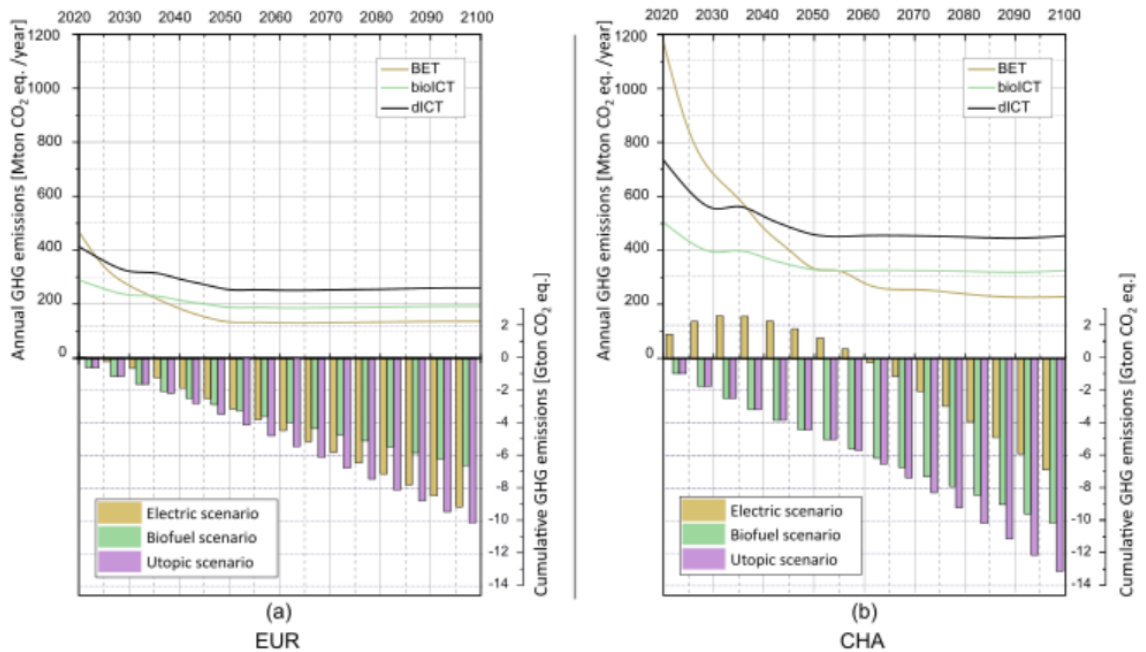 2020 2030 2040 2050 2060 2070 2080 2090 2100
Annual GHG emissions [Mton CO₂ eq. /year]
1200
1000
800
600
400
200
0
BET
bioICT
dICT
2
0
-2
-4
-6
-8
-10
-12
-14
Cumulative GHG emissions [Gton CO₂ eq.]
Electric scenario
Biofuel scenario
Utopic scenario
(a)
EUR
2020 2030 2040 2050 2060 2070 2080 2090 2100
Annual GHG emissions [Mton CO₂ eq. /year]
1200
1000
800
600
400
200
0
BET
bioICT
dICT
2
0
-2
-4
-6
-8
-10
-12
-14
Cumulative GHG emissions [Gton CO₂ eq.]
Electric scenario
Biofuel scenario
Utopic scenario
(b)
CHA